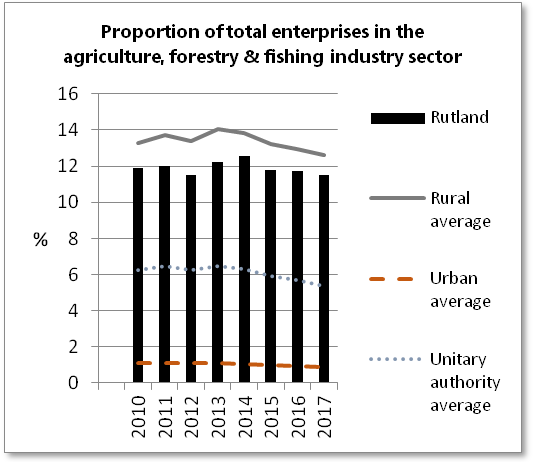 Proportion of total enterprises in the
agriculture, forestry & fishing industry sector
16
14
12
10
8
6
4
2
0
%
2010
2011
2012
2013
2014
2015
2016
2017
Rutland
Rural
average
Urban
average
Unitary
authority
average